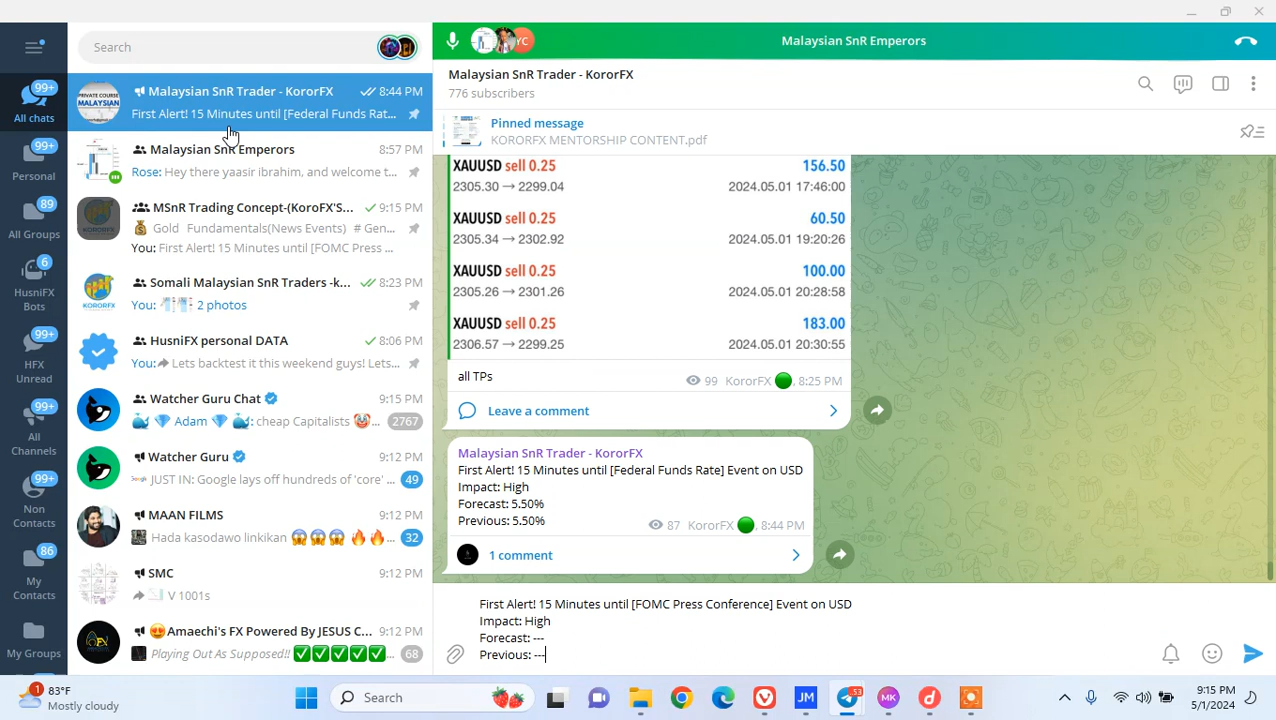 Search
All chats
99+
Personal
99+
All Groups
89
HusniFX
Bots
6
HFX
Unread
99+
All
Channels
99+
Non
Contacts
99+
My
Contacts
86
My Groups
PRIVATE COURSE
MALAYSIAN
Malaysian SnR Trader - KororFX
8:44 PM
First Alert! 15 Minutes until [Federal Funds Rat...
Malaysian SnR Emperors
8:57 PM
Rose: Hey there yaasir ibrahim, and welcome t...
MSnR Trading Concept-(KoroFX'S...
9:15 PM
💰 Gold Fundamentals(News Events) # Gen...
You: First Alert! 15 Minutes until [FOMC Press ...
Somali Malaysian SnR Traders -k...
8:23 PM
You: 2 photos
KORORFX
HusniFX personal DATA
8:06 PM
You: Lets backtest it this weekend guys! Lets...
Watcher Guru Chat
9:15 PM
🐳 💎 Adam 💎 🐳: cheap Capitalists 🤡...
2767
Watcher Guru
9:12 PM
JUST IN: Google lays off hundreds of 'core' ...
49
MAAN FILMS
9:12 PM
Hada kasodawo linkikan 😱😱😱 🔥🔥...
32
SMC
9:12 PM
V 1001s
😍Amaechi's FX Powered By JESUS C...
9:12 PM
Playing Out As Supposed!! ✅✅✅✅✅...
68
YC
Malaysian SnR Emperors
Malaysian SnR Trader - KororFX
776 subscribers
Pinned message
KORORFX MENTORSHIP CONTENT.pdf
XAUUSD sell 0.25 156.50
2305.30 → 2299.04 2024.05.01 17:46:00
XAUUSD sell 0.25 60.50
2305.34 → 2302.92 2024.05.01 19:20:26
XAUUSD sell 0.25 100.00
2305.26 → 2301.26 2024.05.01 20:28:58
XAUUSD sell 0.25 183.00
2306.57 → 2299.25 2024.05.01 20:30:55
all TPs
99 KororFX 🟢, 8:25 PM
Leave a comment
Malaysian SnR Trader - KororFX
First Alert! 15 Minutes until [Federal Funds Rate] Event on USD
Impact: High
Forecast: 5.50%
Previous: 5.50%
87 KororFX 🟢, 8:44 PM
1 comment
First Alert! 15 Minutes until [FOMC Press Conference] Event on USD
Impact: High
Forecast: ---
Previous: ---
1
83°F
Mostly cloudy
Search
JM
53
MK
9:15 PM
5/1/2024